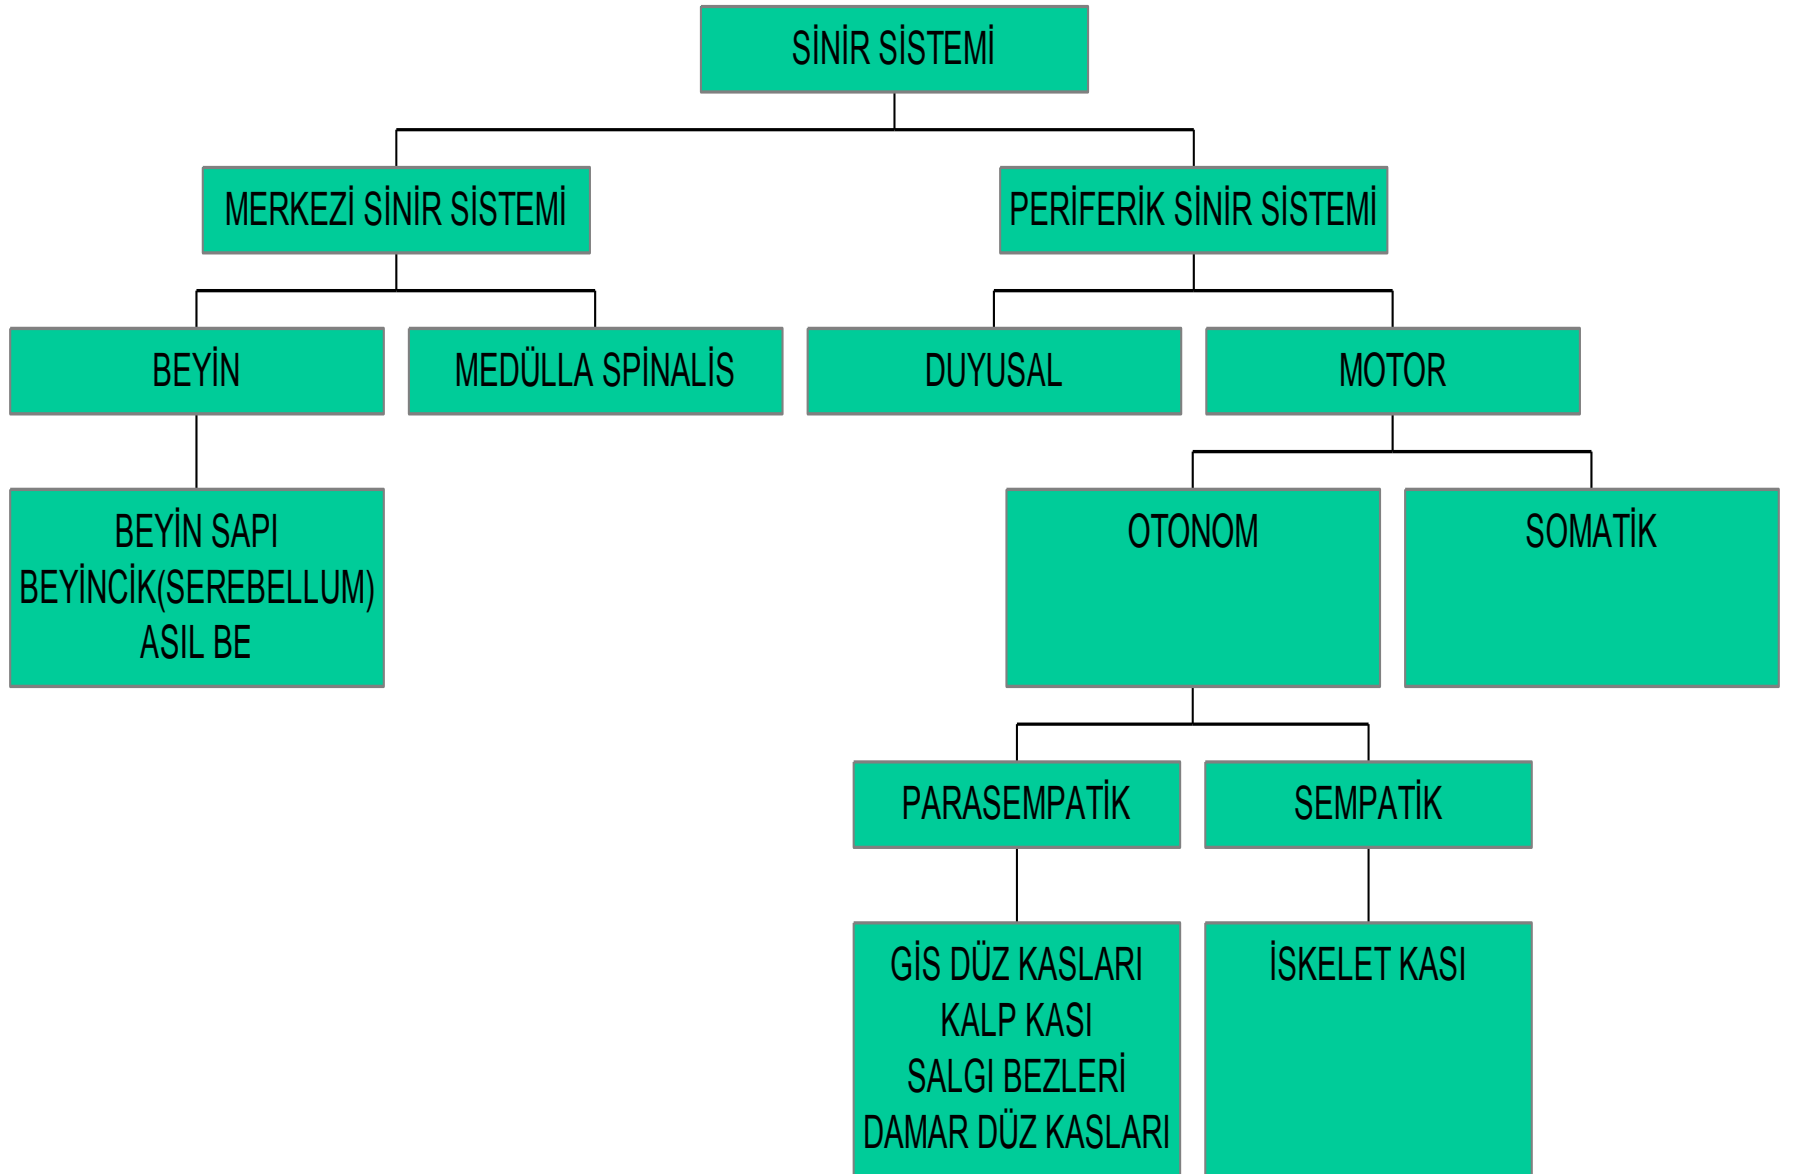 SİNİR SİSTEMİ
MERKEZİ SİNİR SİSTEMİ
PERİFERİK SİNİR SİSTEMİ
BEYİN
MEDÜLLA SPİNALİS
DUYUSAL
MOTOR
BEYİN SAPI
BEYİNCİK(SEREBELLUM)
ASIL BE
OTONOM
SOMATİK
PARASEMPATİK
SEMPATİK
GİS DÜZ KASLARI
KALP KASI
SALGI BEZLERİ
DAMAR DÜZ KASLARI
İSKELET KASI